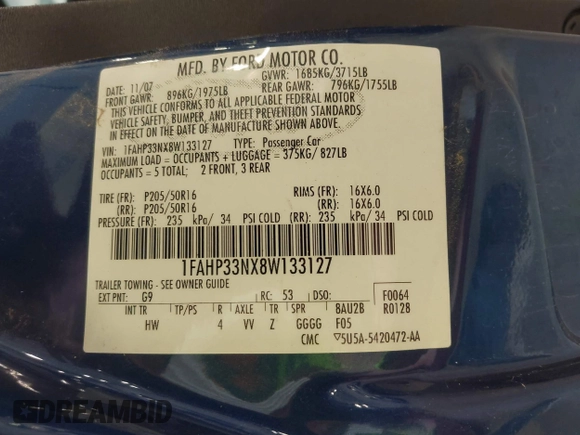 MFD. BY FORD MOTOR CO.
DATE: 11/07 GVWR: 1685KG/3715LB
FRONT GAWR: 896KG/1975LB REAR GAWR: 796KG/1755LB
THIS VEHICLE CONFORMS TO ALL APPLICABLE FEDERAL MOTOR
VEHICLE SAFETY, BUMPER, AND THEFT PREVENTION STANDARDS
IN EFFECT ON THE DATE OF MANUFACTURE SHOWN ABOVE.
VIN: 1FAHP33NX8W133127 TYPE: Passenger Car
MAXIMUM LOAD = OCCUPANTS + LUGGAGE = 375KG/ 827LB
OCCUPANTS = 5 TOTAL; 2 FRONT, 3 REAR
TIRE (FR): P205/50R16 RIMS (FR): 16X6.0
(RR): P205/50R16 (RR): 16X6.0
PRESSURE (FR): 235 kPa/ 34 PSI COLD (RR): 235 kPa/ 34 PSI COLD
1FAHP33NX8W133127
TRAILER TOWING - SEE OWNER GUIDE
EXT PNT: G9 RC: 53 DSO: F0064
INT TR TP/PS R AXLE TR SPR BAU2B R0128
HW 4 VV Z GGGG F05
CMC 5U5A-5420472-AA
DREAMBID